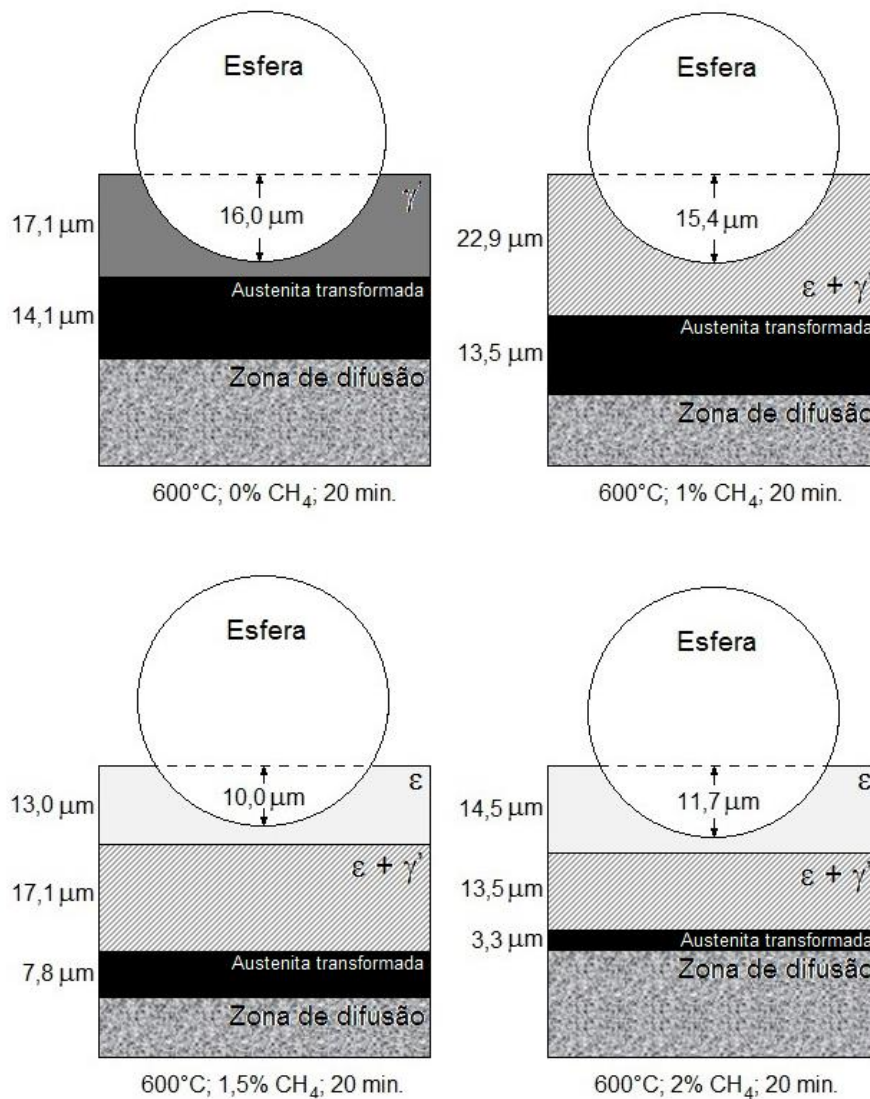 Esfera
γ'
17,1 μm
16,0 μm
Austenita transformada
14,1 μm
Zona de difusão
600°C; 0% CH₄; 20 min.
Esfera
22,9 μm
15,4 μm
ε + γ'
Austenita transformada
13,5 μm
Zona de difusão
600°C; 1% CH₄; 20 min.
Esfera
ε
13,0 μm
10,0 μm
ε + γ'
17,1 μm
Austenita transformada
7,8 μm
Zona de difusão
600°C; 1,5% CH₄; 20 min.
Esfera
ε
14,5 μm
11,7 μm
ε + γ'
13,5 μm
3,3 μm
Austenita transformada
Zona de difusão
600°C; 2% CH₄; 20 min.